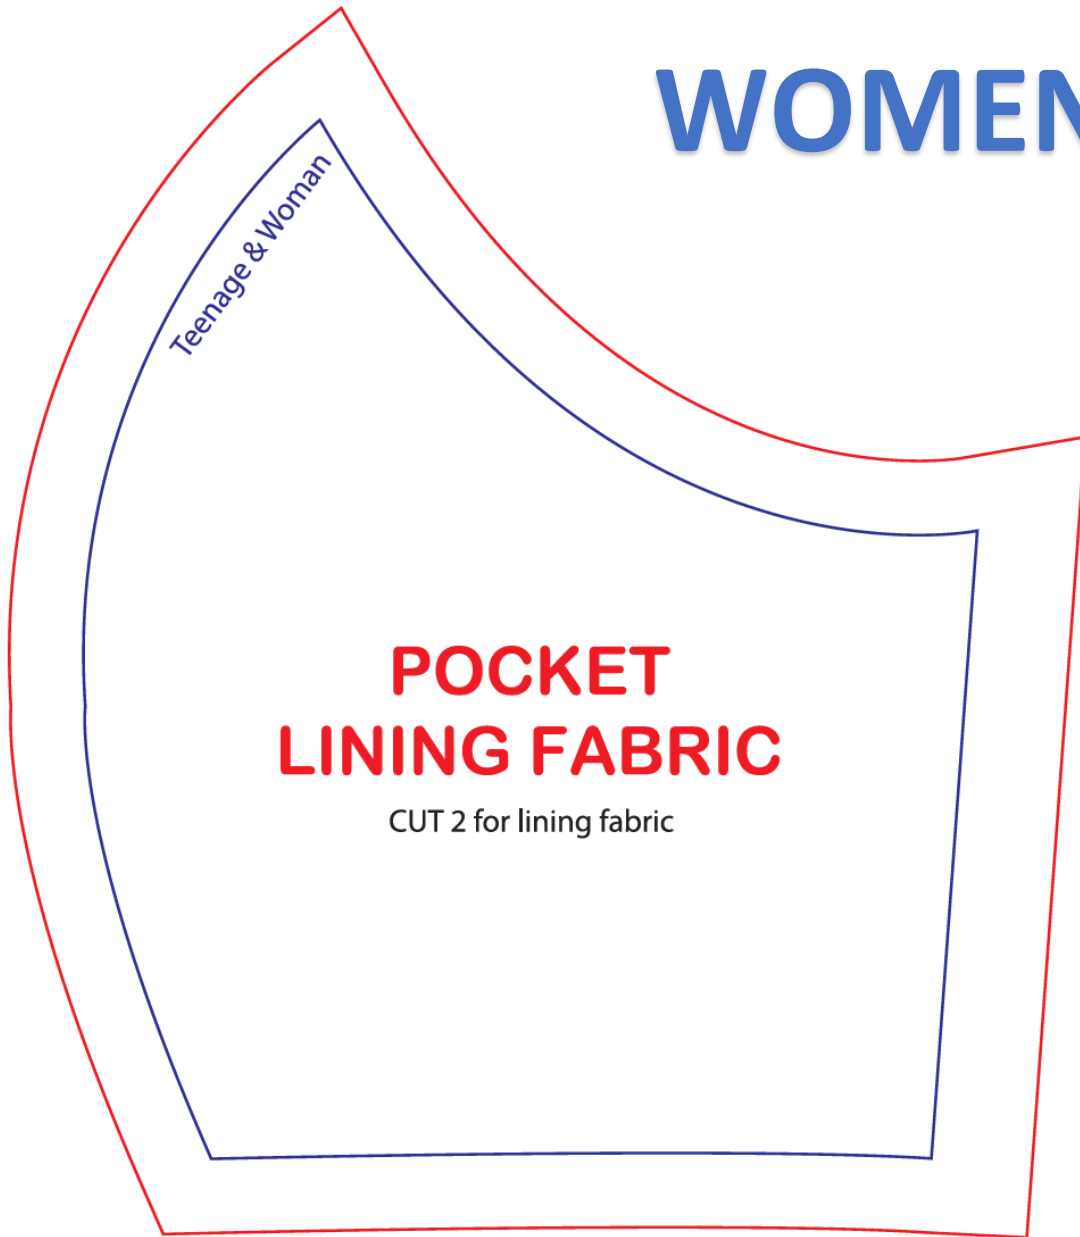 WOMEN
Teenage & Woman
POCKET
LINING FABRIC
CUT 2 for lining fabric